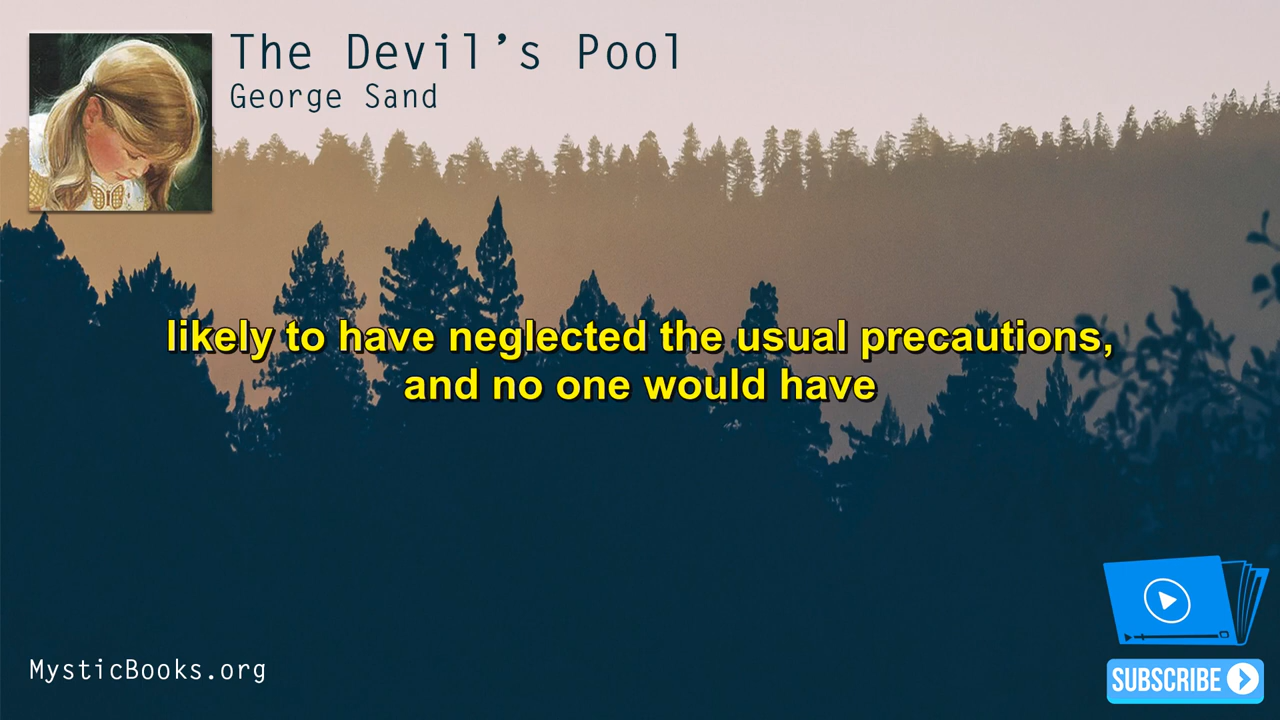 The Devil’s Pool
George Sand
likely to have neglected the usual precautions,
and no one would have
MysticBooks.org
SUBSCRIBE